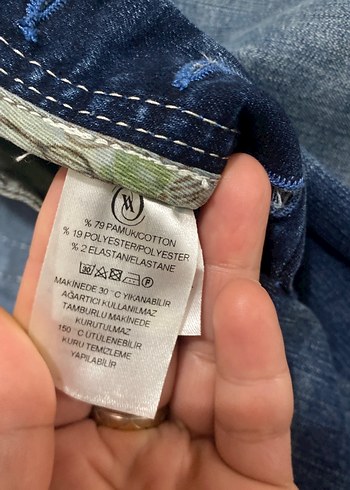 % 79 PAMUK/COTTON
% 19 POLYESTER/POLYESTER
% 2 ELASTAN/ELASTANE
MAKİNEDE 30 °C YIKANABİLİR
AĞARTICI KULLANILMAZ
TAMBURLU MAKİNEDE
KURUTULMAZ
150 °C ÜTÜLENEBİLİR
KURU TEMİZLEME
YAPILABİLİR